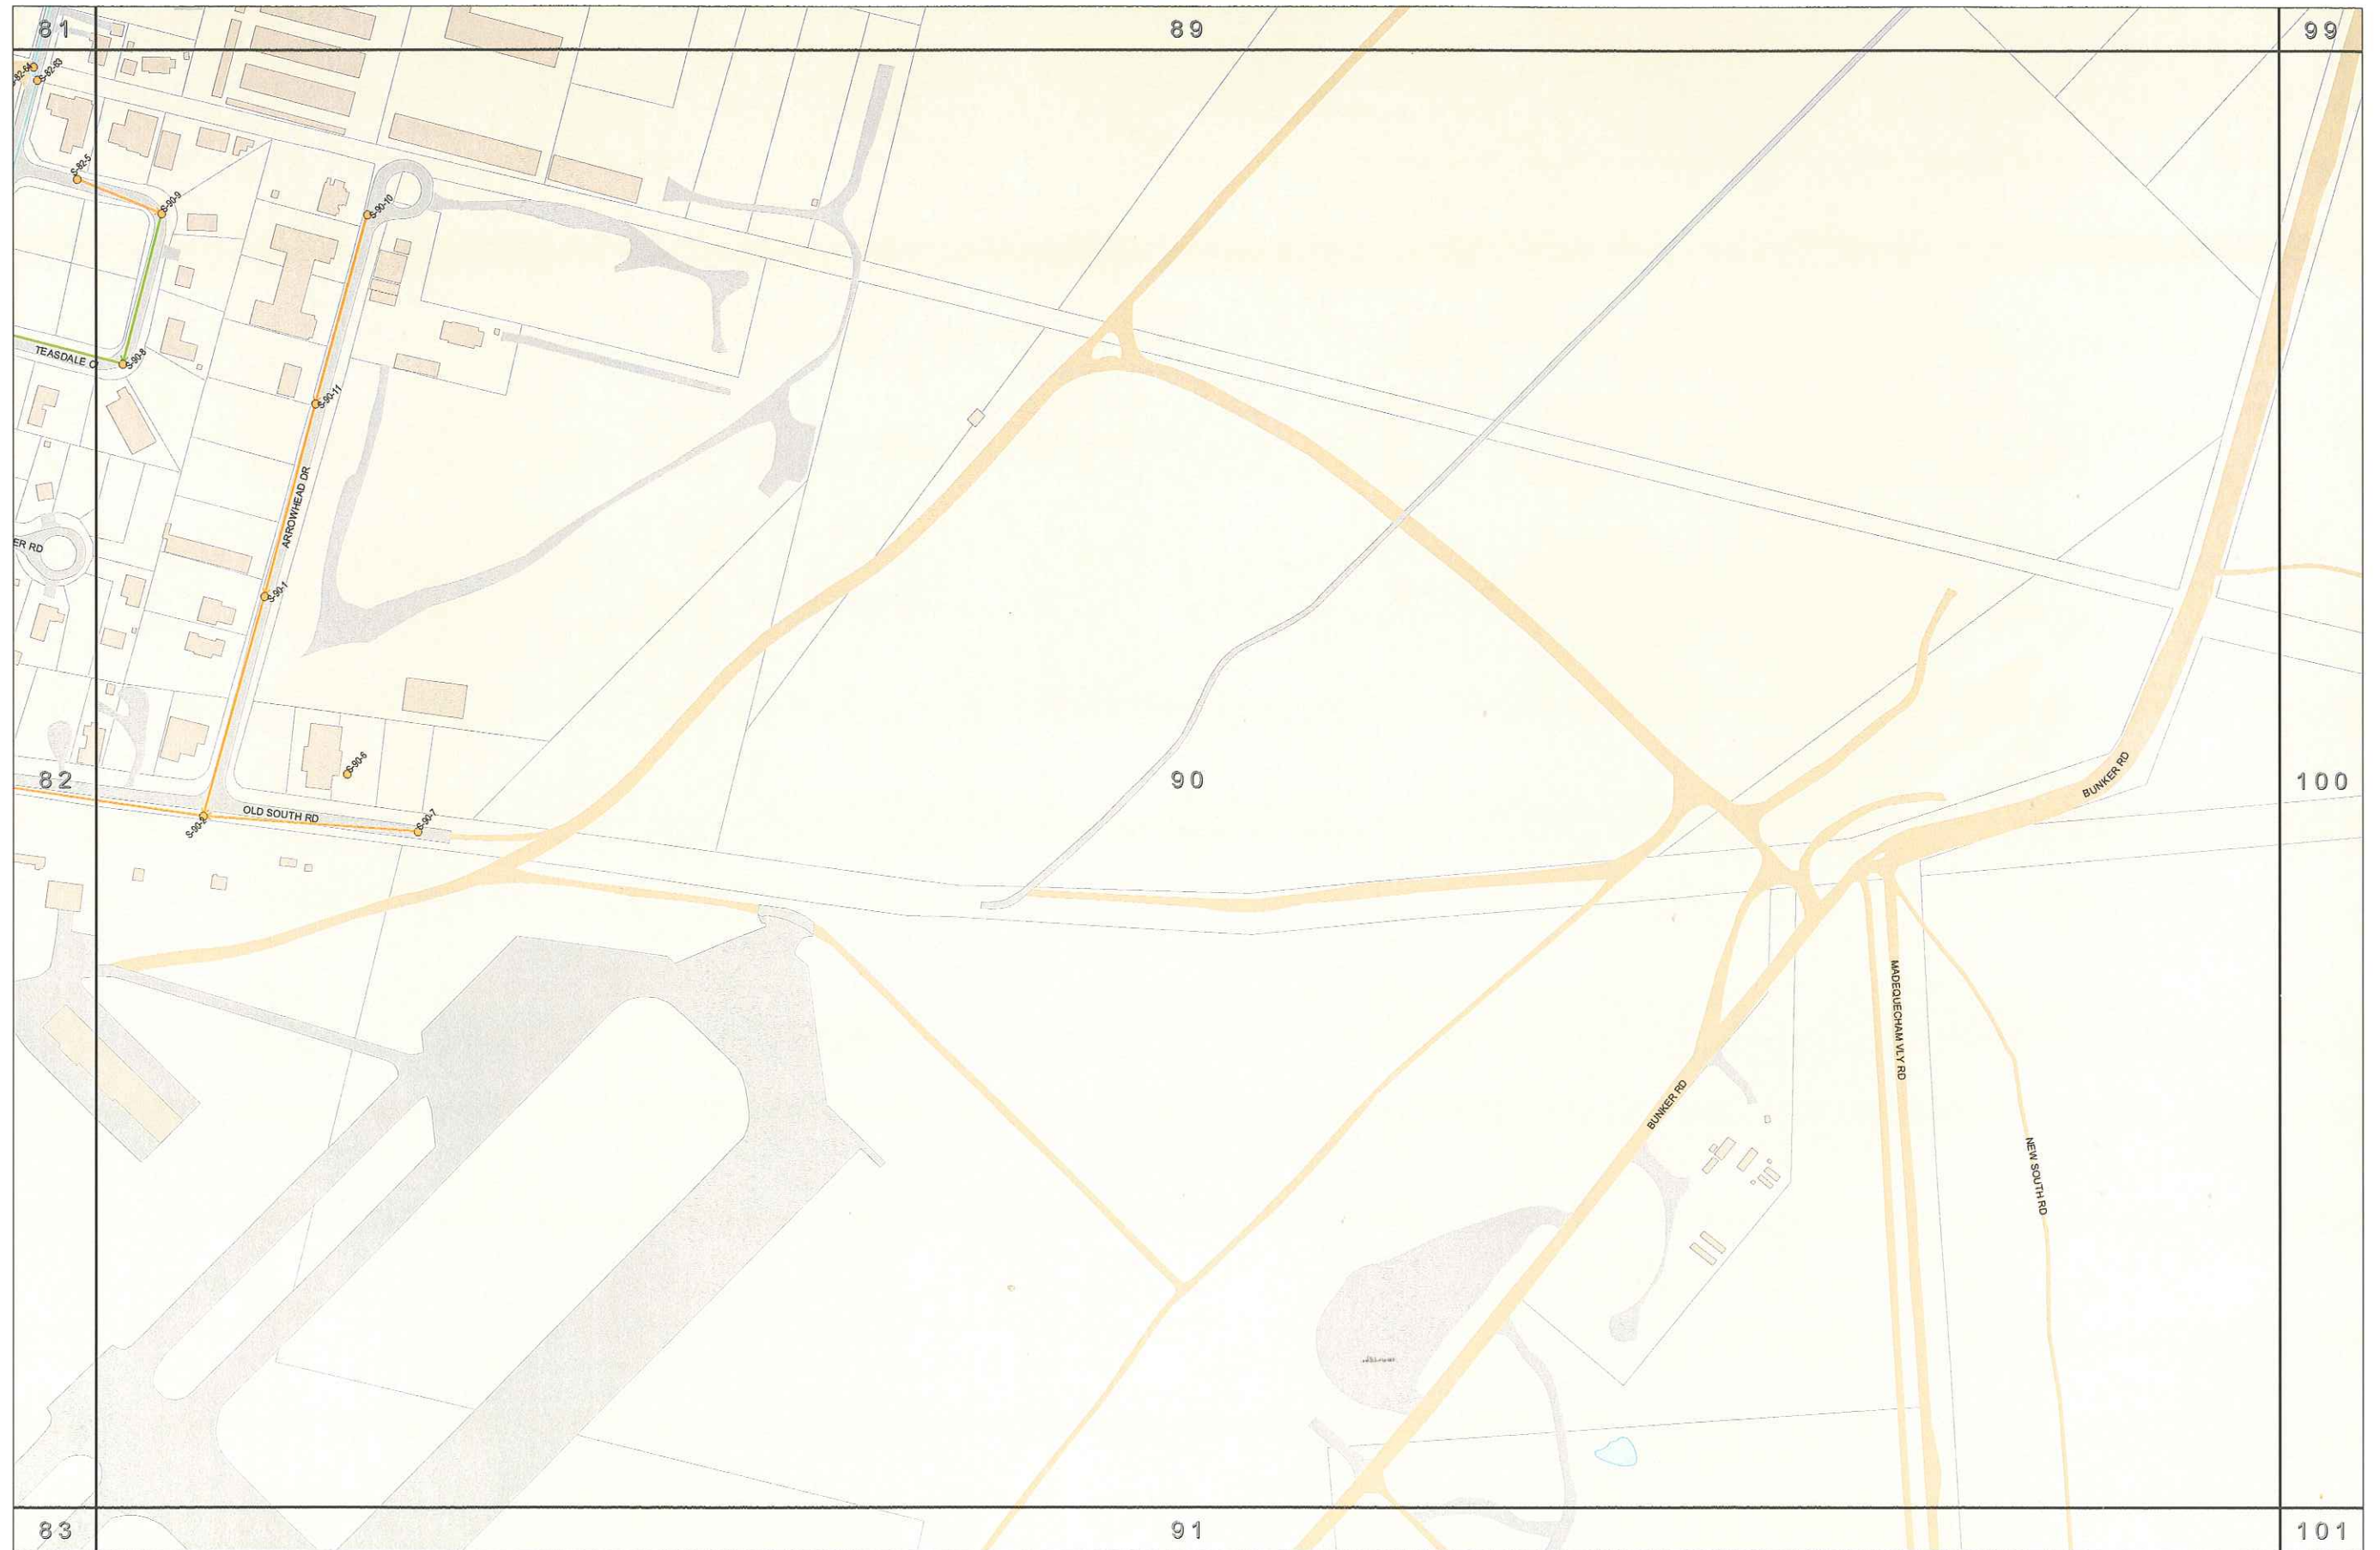 81
89
99
S-82-83
S-82-5
S-90-9
S-90-10
TEASDALE C
S-90-8
S-90-11
ARROWHEAD DR
ER RD
S-90-1
S-90-6
82
90
100
BUNKER RD
OLD SOUTH RD
S-90-7
MADEQUECHAM VLY RD
BUNKER RD
NEW SOUTH RD
83
91
101